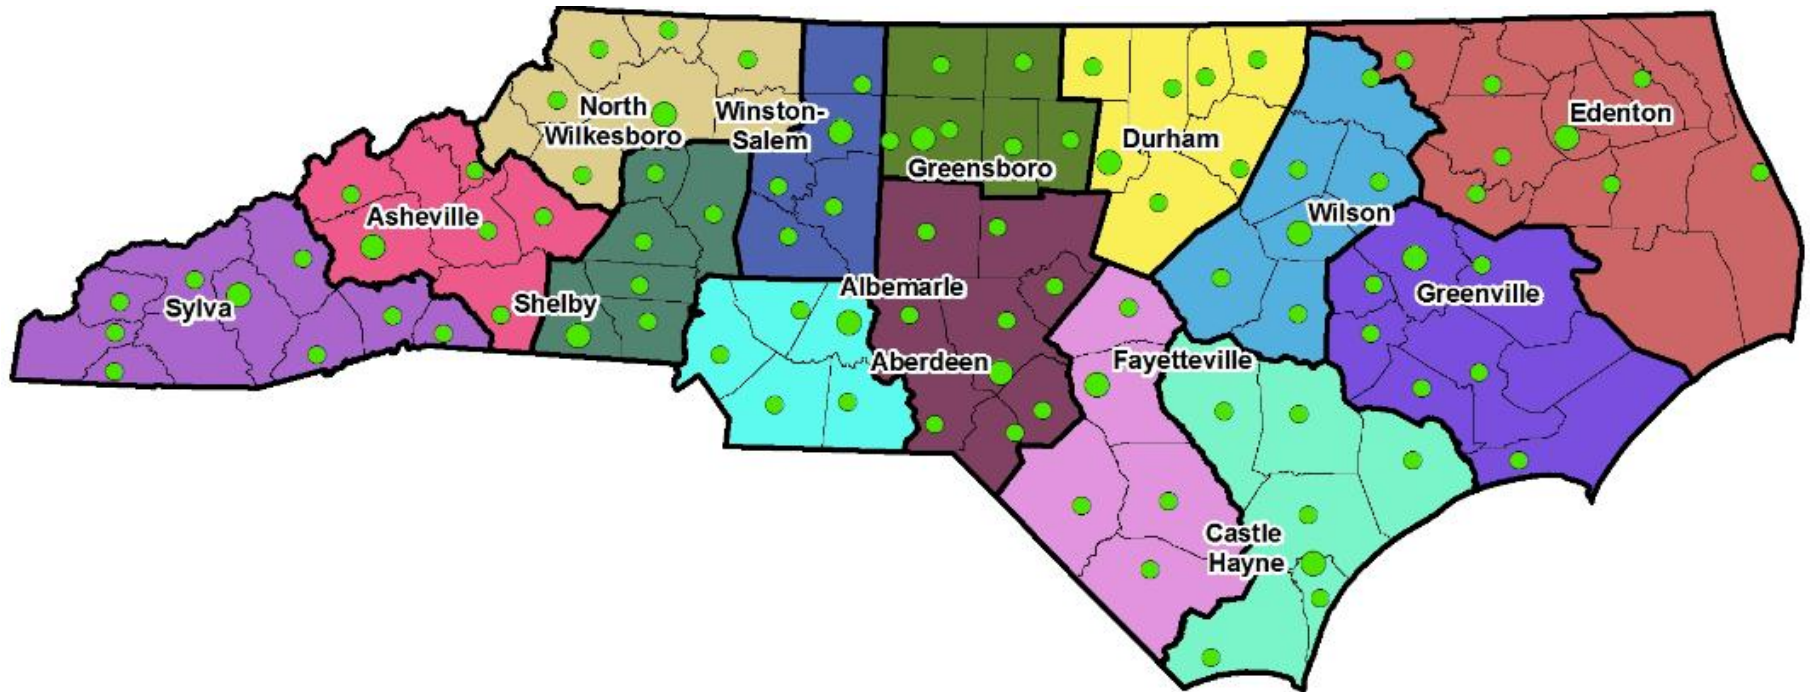 North
Wilkesboro
Winston-
Salem
Edenton
Durham
Greensboro
Asheville
Wilson
Sylva
Shelby
Albemarle
Greenville
Aberdeen
Fayetteville
Castle
Hayne